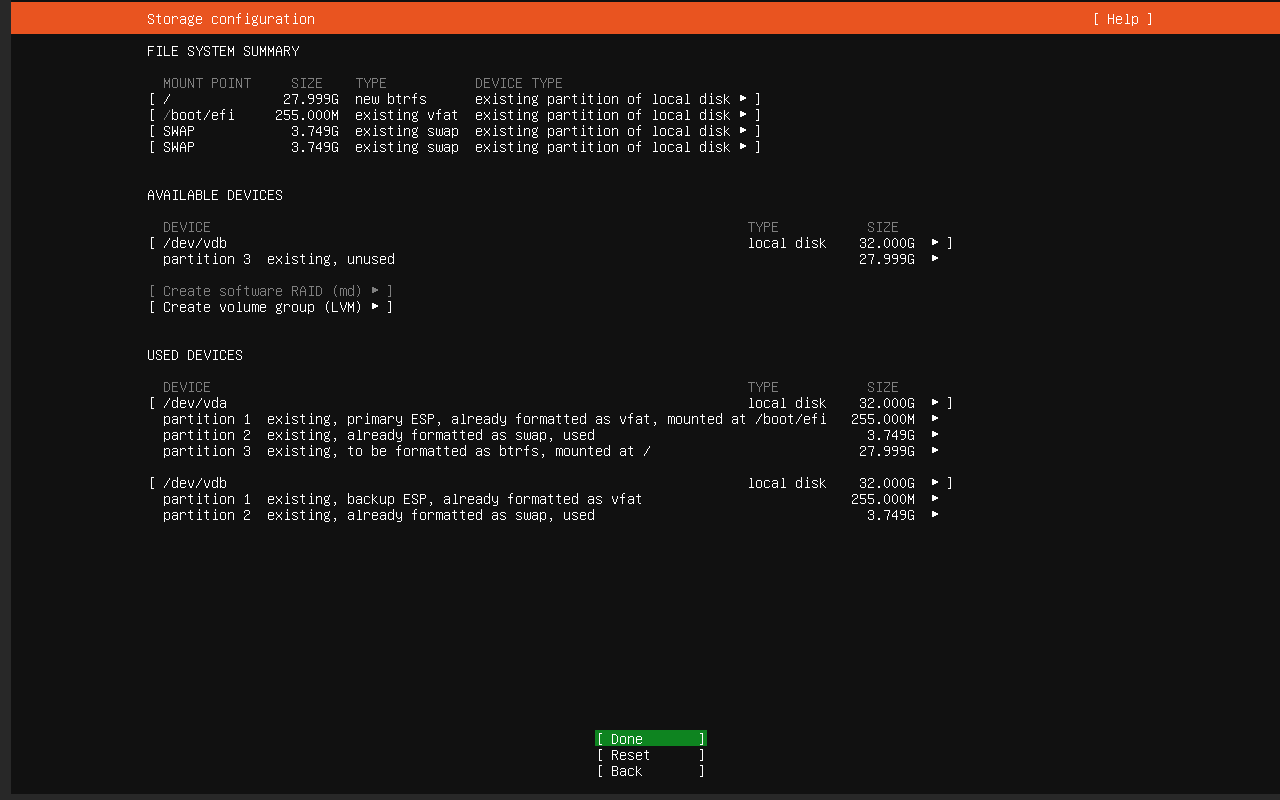 Storage configuration [ Help ]
FILE SYSTEM SUMMARY
MOUNT POINT SIZE TYPE DEVICE TYPE
[ / 27.999G new btrfs existing partition of local disk ▸ ]
[ /boot/efi 255.000M existing vfat existing partition of local disk ▸ ]
[ SWAP 3.749G existing swap existing partition of local disk ▸ ]
[ SWAP 3.749G existing swap existing partition of local disk ▸ ]
AVAILABLE DEVICES
DEVICE TYPE SIZE
[ /dev/vdb local disk 32.000G ▸ ]
partition 3 existing, unused 27.999G ▸
[ Create software RAID (md) ▸ ]
[ Create volume group (LVM) ▸ ]
USED DEVICES
DEVICE TYPE SIZE
[ /dev/vda local disk 32.000G ▸ ]
partition 1 existing, primary ESP, already formatted as vfat, mounted at /boot/efi 255.000M ▸
partition 2 existing, already formatted as swap, used 3.749G ▸
partition 3 existing, to be formatted as btrfs, mounted at / 27.999G ▸
[ /dev/vdb local disk 32.000G ▸ ]
partition 1 existing, backup ESP, already formatted as vfat 255.000M ▸
partition 2 existing, already formatted as swap, used 3.749G ▸
[ Done ]
[ Reset ]
[ Back ]